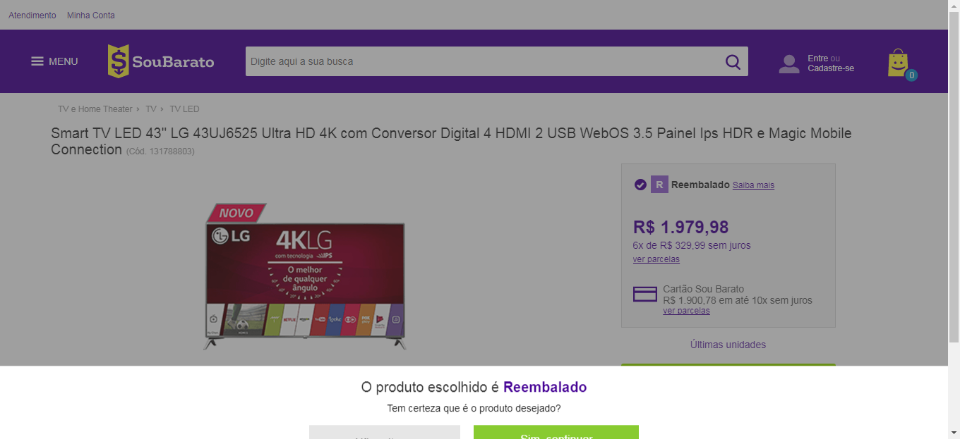 Atendimento Minha Conta
MENU SouBarato Digite aqui a sua busca Entre ou
Cadastre-se
0
TV e Home Theater › TV › TV LED
Smart TV LED 43" LG 43UJ6525 Ultra HD 4K com Conversor Digital 4 HDMI 2 USB WebOS 3.5 Painel Ips HDR e Magic Mobile
Connection (Cód. 131788803)
R Reembalado Saiba mais
NOVO
LG
4K LG
com tecnologia IPS
O melhor
de qualquer
ângulo
R$ 1.979,98
6x de R$ 329,99 sem juros
ver parcelas
Cartão Sou Barato
R$ 1.900,78 em até 10x sem juros
ver parcelas
Últimas unidades
O produto escolhido é Reembalado
Tem certeza que é o produto desejado?
Sim, continuar